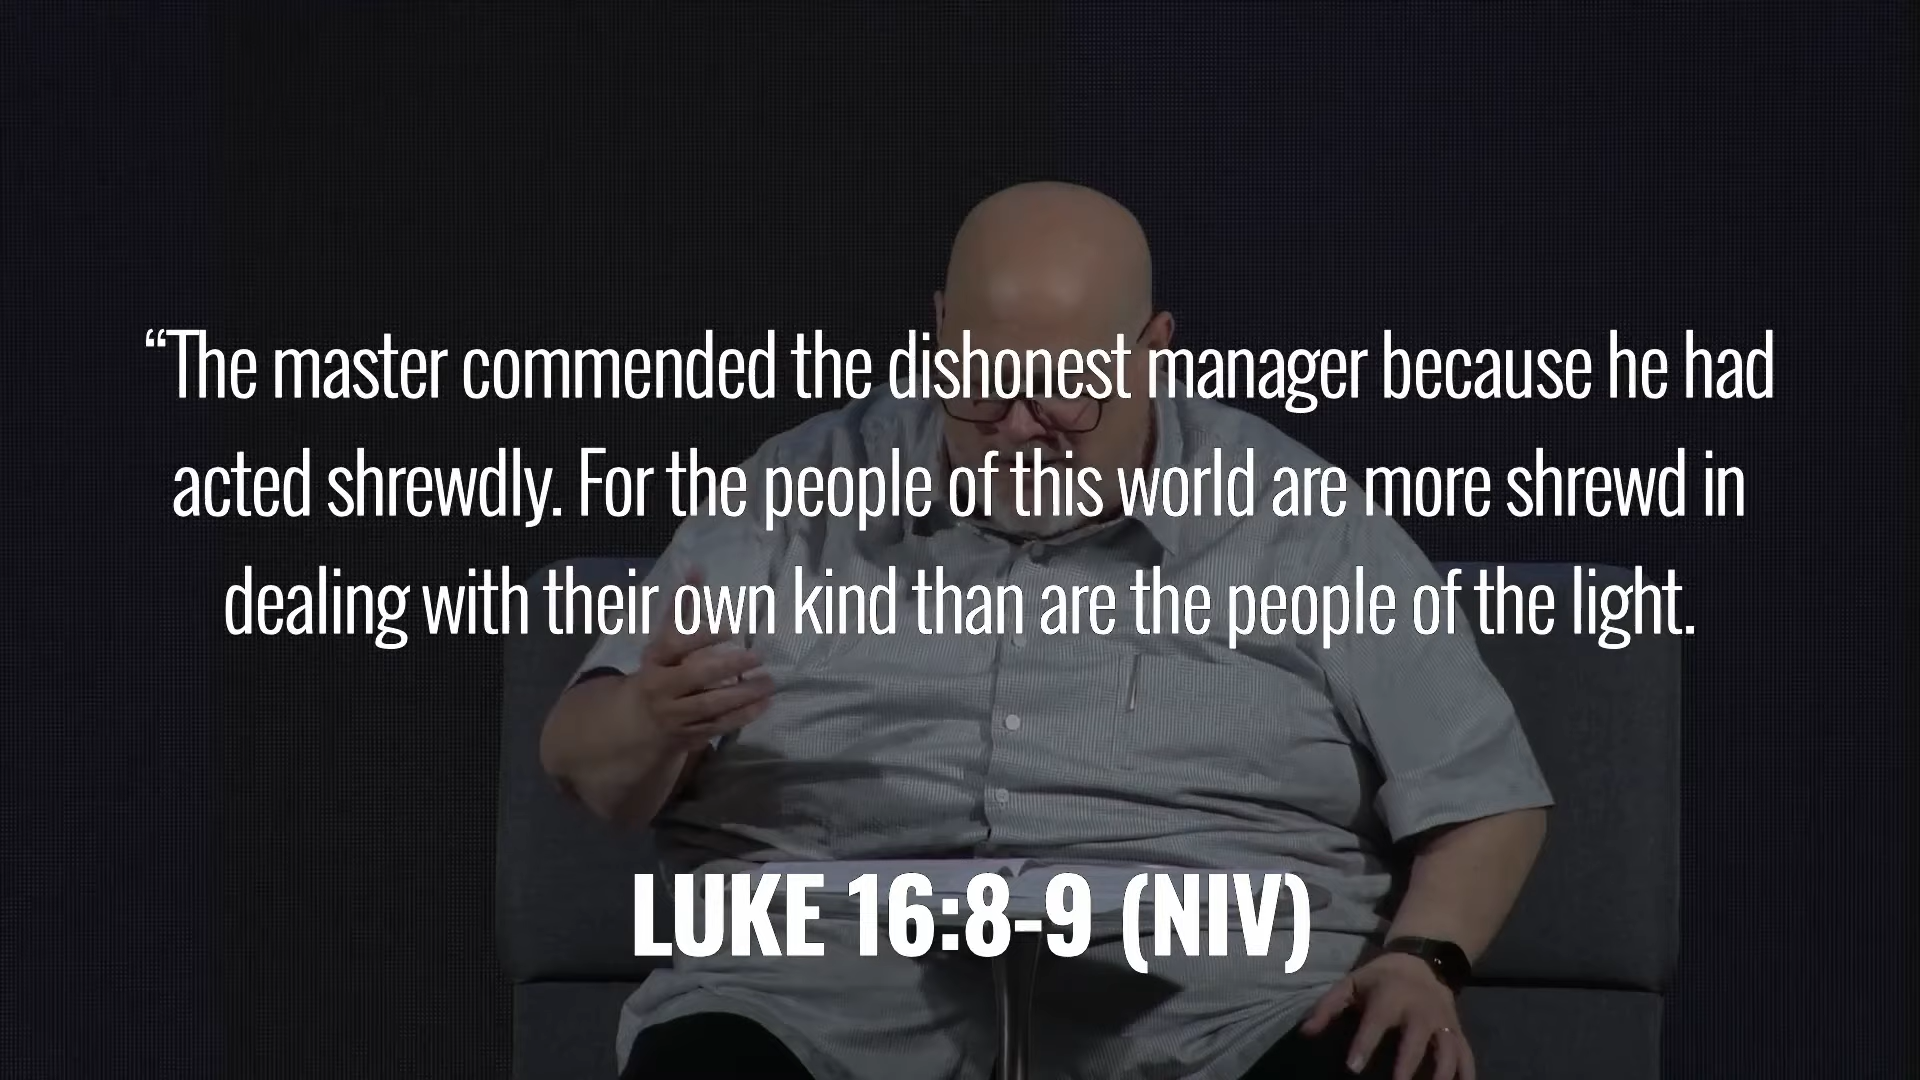 “The master commended the dishonest manager because he had
acted shrewdly. For the people of this world are more shrewd in
dealing with their own kind than are the people of the light.
LUKE 16:8-9 (NIV)